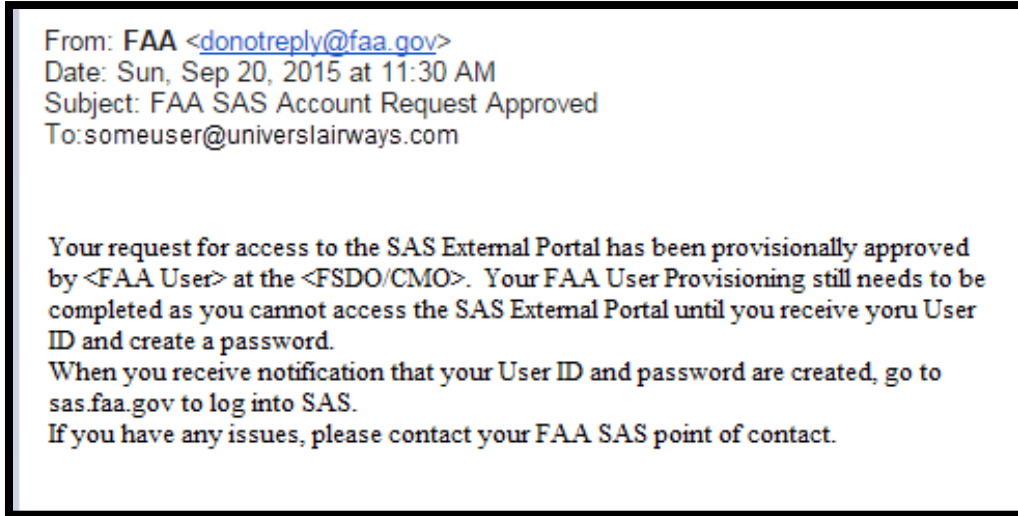 From: FAA <donotreply@faa.gov>
Date: Sun, Sep 20, 2015 at 11:30 AM
Subject: FAA SAS Account Request Approved
To:someuser@universlairways.com
Your request for access to the SAS External Portal has been provisionally approved
by <FAA User> at the <FSDO/CMO>.  Your FAA User Provisioning still needs to be
completed as you cannot access the SAS External Portal until you receive yoru User
ID and create a password.
When you receive notification that your User ID and password are created, go to
sas.faa.gov to log into SAS.
If you have any issues, please contact your FAA SAS point of contact.